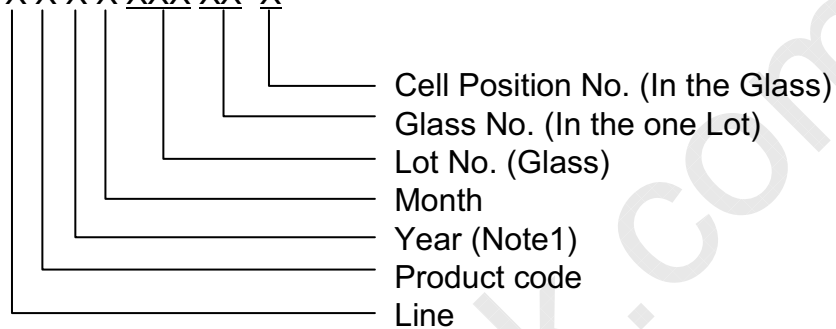 X X X X XXX XX X
Cell Position No. (In the Glass)
Glass No. (In the one Lot)
Lot No. (Glass)
Month
Year (Note1)
Product code
Line